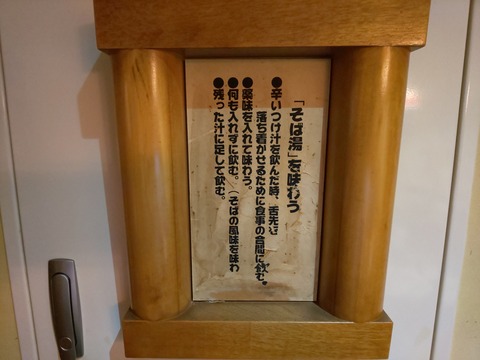 「そば湯」を味わう
●辛いつけ汁を飲んだ時、舌先を
落ち着かせるために食事の合間に飲む。
●薬味を入れて味わう。
●何も入れずに飲む。(そばの風味を味わ
●残った汁に足して飲む。